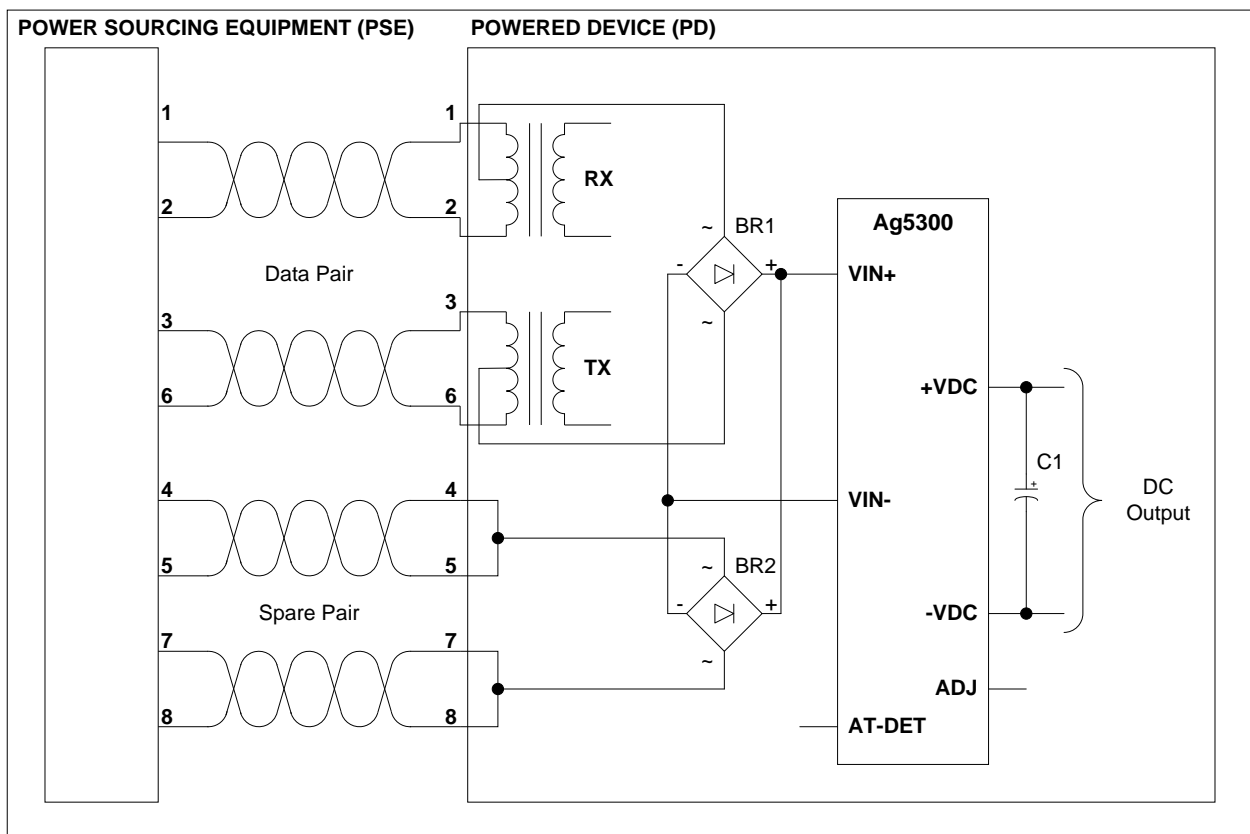 POWER SOURCING EQUIPMENT (PSE)
POWERED DEVICE (PD)
1
1
2
2
RX
Data Pair
3
3
6
6
TX
4
4
5
5
Spare Pair
7
7
8
8
~
BR1
-
+
~
~
BR2
-
+
~
Ag5300
VIN+
+VDC
VIN-
-VDC
ADJ
AT-DET
C1
+
DC
Output